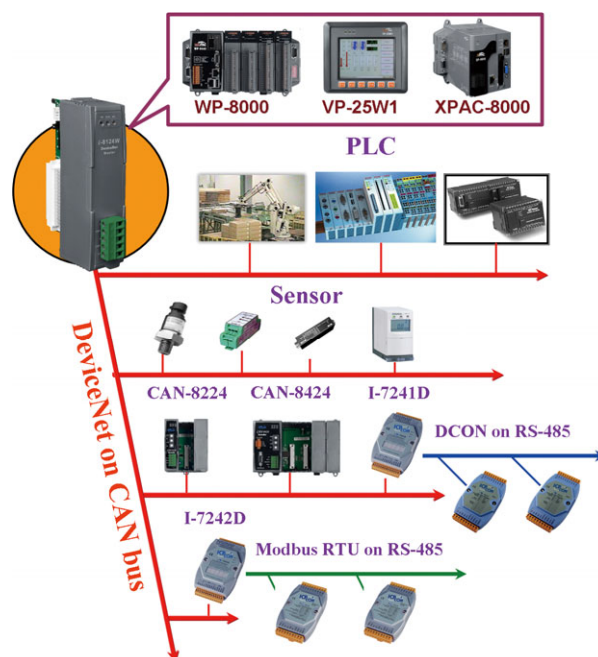 WP-8000
VP-25W1
XPAC-8000
PLC
Sensor
CAN-8224
CAN-8424
I-7241D
DCON on RS-485
I-7242D
Modbus RTU on RS-485
DeviceNet on CAN bus